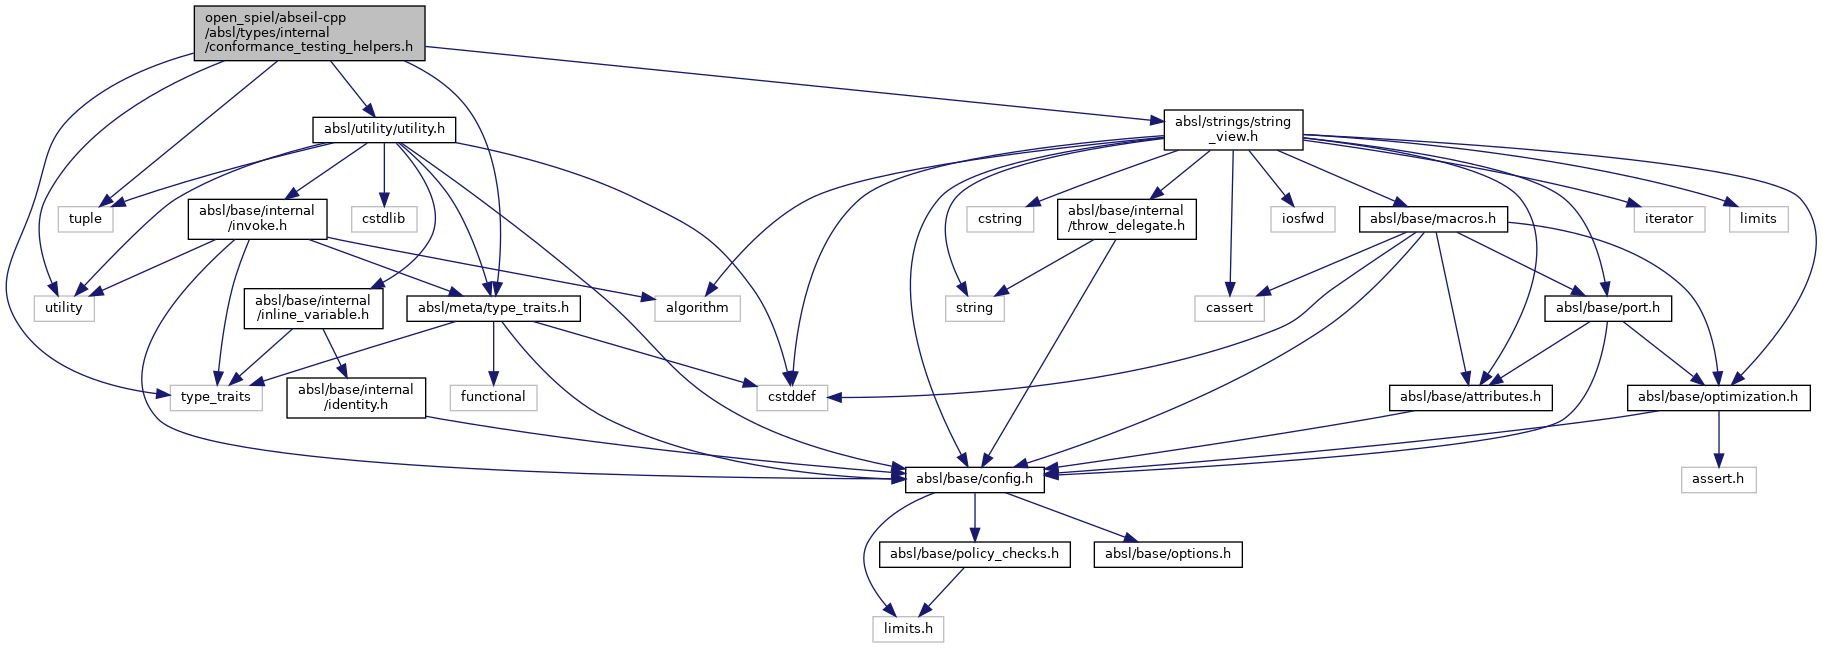 open_spiel/abseil-cpp
/absl/types/internal
/conformance_testing_helpers.h
absl/utility/utility.h
absl/strings/string
_view.h
tuple
absl/base/internal
/invoke.h
cstdlib
cstring
absl/base/internal
/throw_delegate.h
iosfwd
absl/base/macros.h
iterator
limits
utility
absl/base/internal
/inline_variable.h
absl/meta/type_traits.h
algorithm
string
cassert
absl/base/port.h
type_traits
absl/base/internal
/identity.h
functional
cstddef
absl/base/attributes.h
absl/base/optimization.h
absl/base/config.h
assert.h
absl/base/policy_checks.h
absl/base/options.h
limits.h